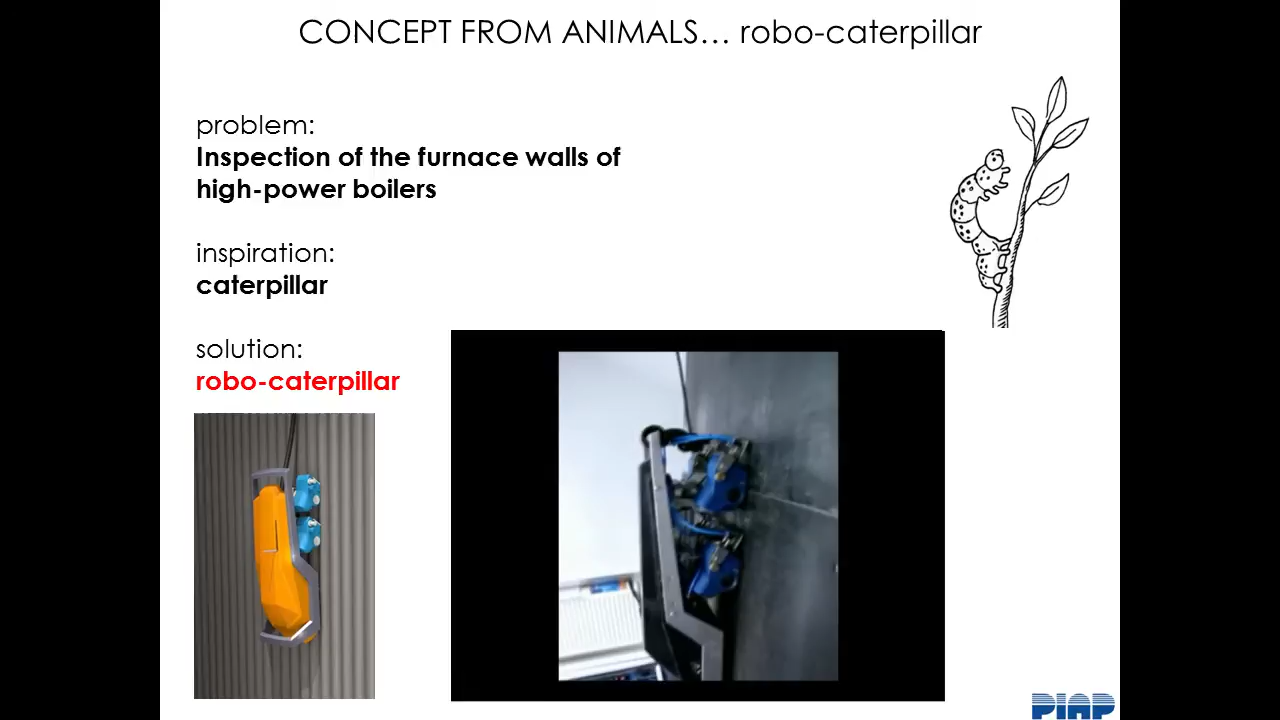 CONCEPT FROM ANIMALS… robo-caterpillar
problem:
Inspection of the furnace walls of
high-power boilers
inspiration:
caterpillar
solution:
robo-caterpillar
PIAP